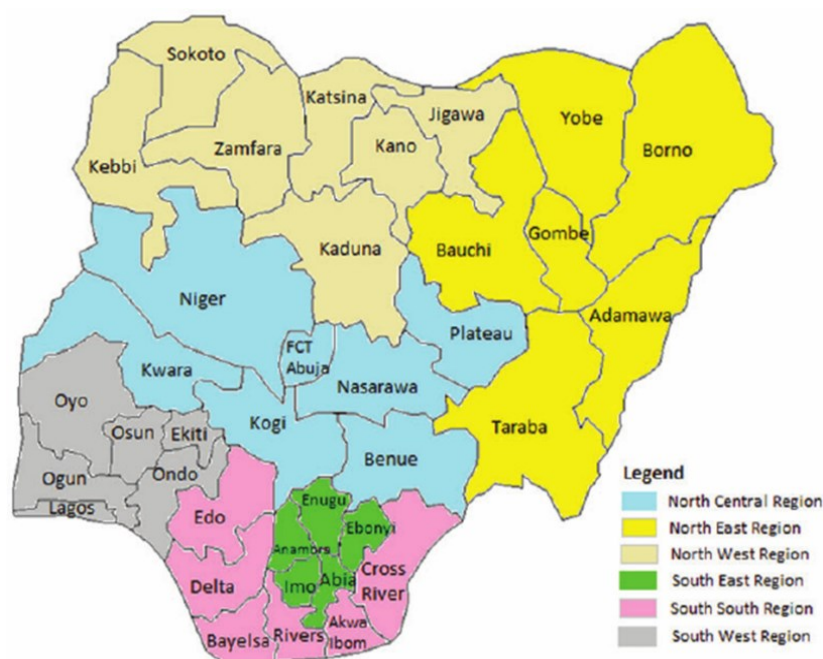 Sokoto
Katsina
Jigawa
Yobe
Zamfara
Kano
Borno
Kebbi
Kaduna
Bauchi
Gombe
Niger
Adamawa
Plateau
FCT
Abuja
Kwara
Nasarawa
Oyo
Kogi
Taraba
Osun
Ekiti
Benue
Ondo
Ogun
Lagos
Enugu
Edo
Ebonyi
Anambrs
Delta
Imo
Abia
Cross
River
Bayelsa
Rivers
Akwa
Ibom
Legend
North Central Region
North East Region
North West Region
South East Region
South South Region
South West Region